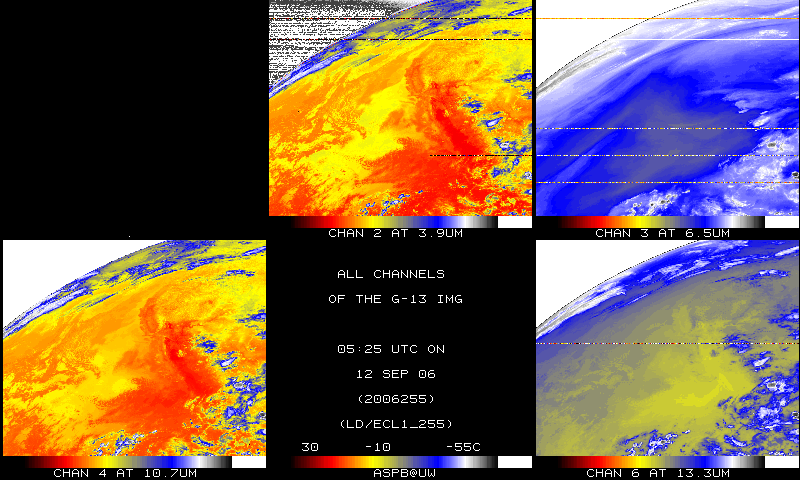 CHAN 2 AT 3.9UM
CHAN 3 AT 6.5UM
ALL CHANNELS
OF THE G-13 IMG
05:25 UTC ON
12 SEP 06
(2006255)
(LD/ECL1_255)
30 -10 -55C
CHAN 4 AT 10.7UM
ASPB@UW
CHAN 6 AT 13.3UM